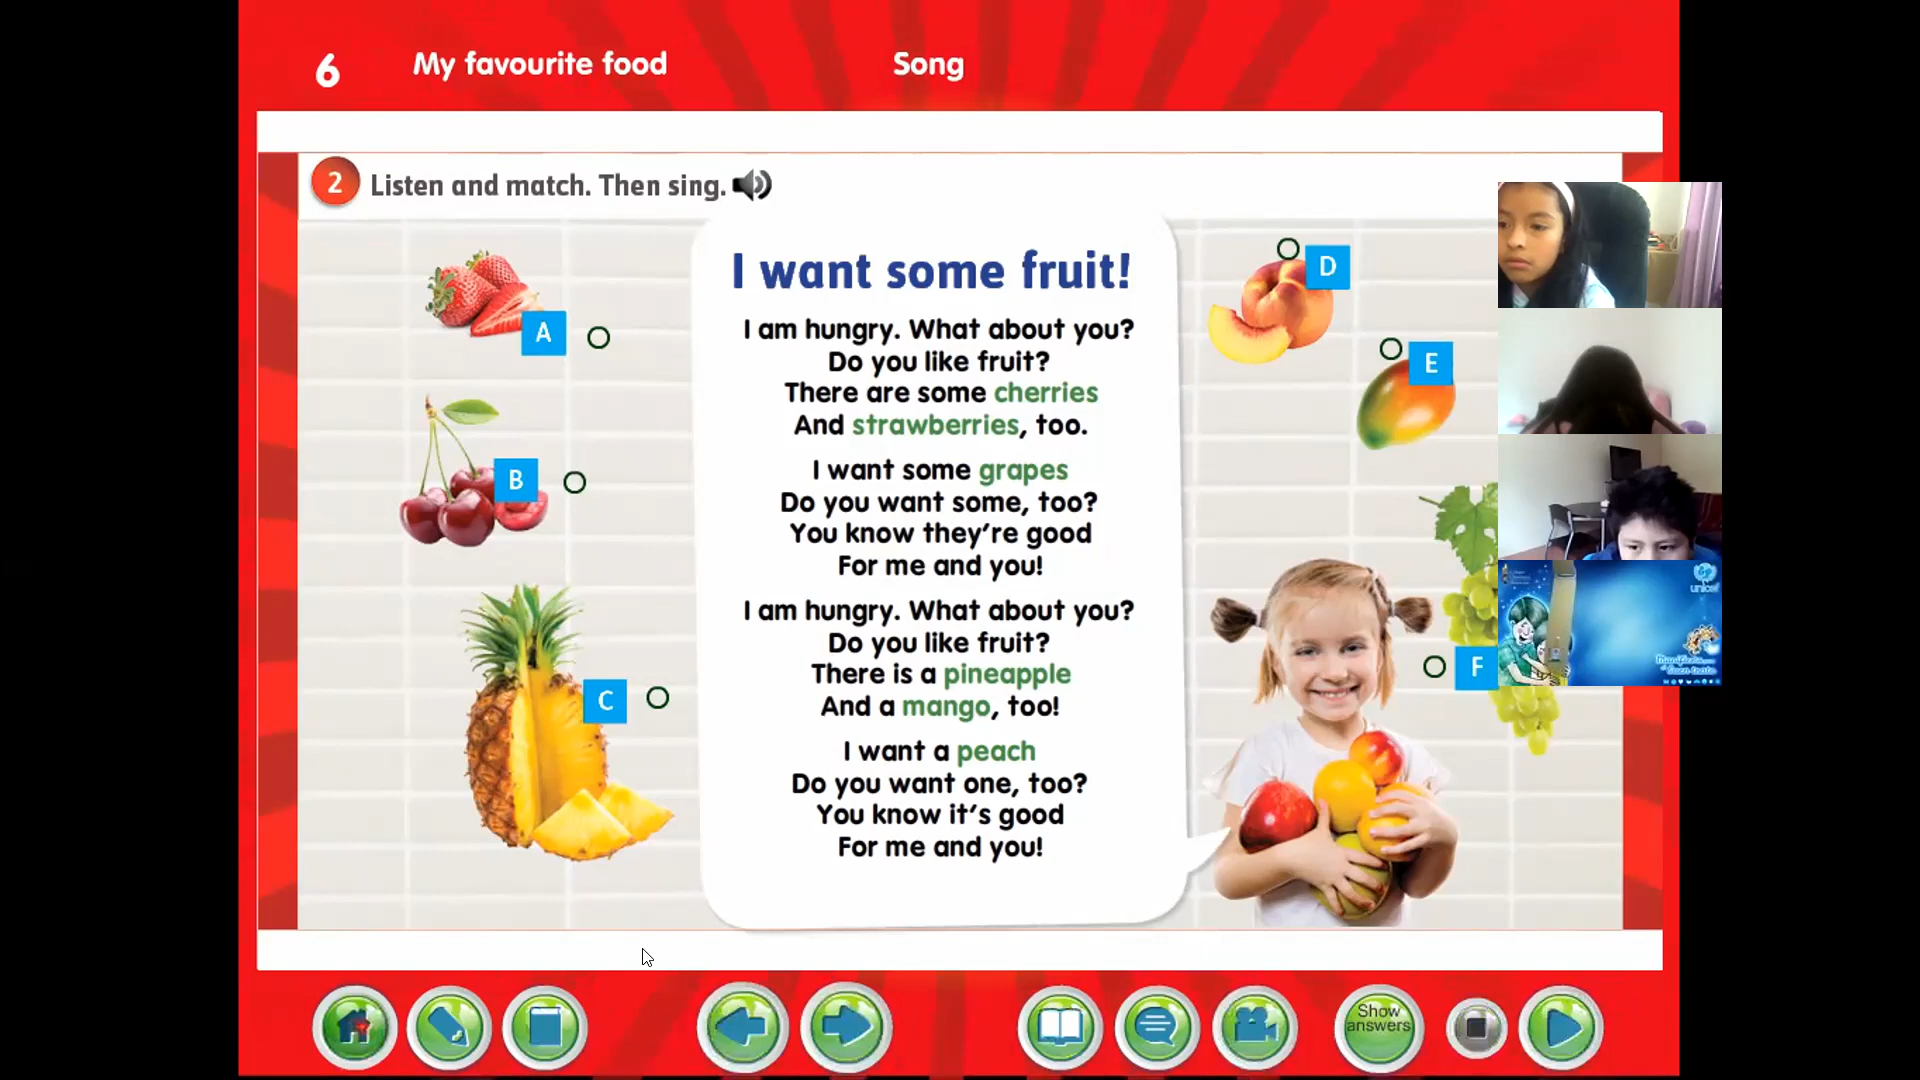 6 My favourite food Song
2 Listen and match. Then sing.
I want some fruit!
I am hungry. What about you?
Do you like fruit?
There are some cherries
And strawberries, too.
I want some grapes
Do you want some, too?
You know they're good
For me and you!
I am hungry. What about you?
Do you like fruit?
There is a pineapple
And a mango, too!
I want a peach
Do you want one, too?
You know it's good
For me and you!
A
B
C
D
E
F
unicef
Show
answers